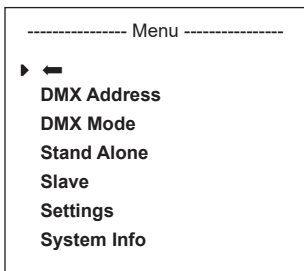 ---------------- Menu ----------------
DMX Address
DMX Mode
Stand Alone
Slave
Settings
System Info